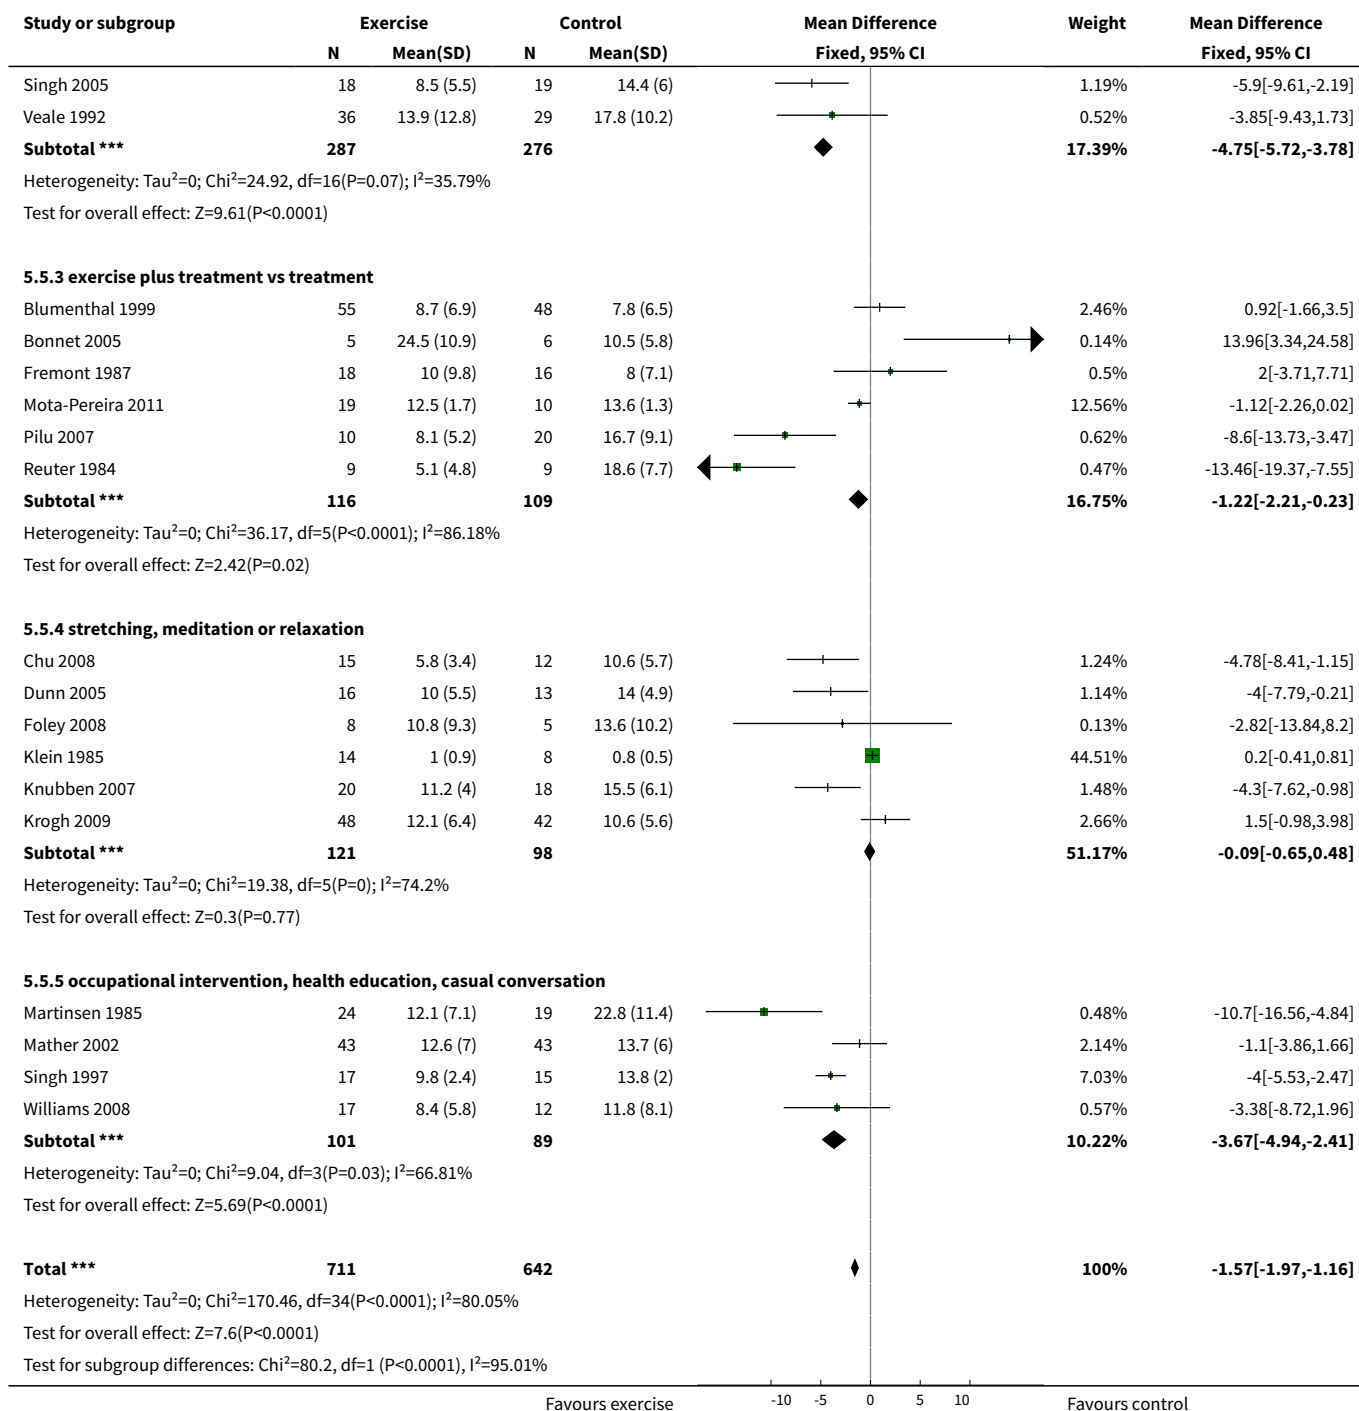 Study or subgroup Exercise Control Mean Difference Weight Mean Difference
N Mean(SD) N Mean(SD) Fixed, 95% CI Fixed, 95% CI
Singh 2005 18 8.5 (5.5) 19 14.4 (6) 1.19% -5.9[-9.61,-2.19]
Veale 1992 36 13.9 (12.8) 29 17.8 (10.2) 0.52% -3.85[-9.43,1.73]
Subtotal *** 287 276 17.39% -4.75[-5.72,-3.78]
Heterogeneity: Tau²=0; Chi²=24.92, df=16(P=0.07); I²=35.79%
Test for overall effect: Z=9.61(P<0.0001)
5.5.3 exercise plus treatment vs treatment
Blumenthal 1999 55 8.7 (6.9) 48 7.8 (6.5) 2.46% 0.92[-1.66,3.5]
Bonnet 2005 5 24.5 (10.9) 6 10.5 (5.8) 0.14% 13.96[3.34,24.58]
Fremont 1987 18 10 (9.8) 16 8 (7.1) 0.5% 2[-3.71,7.71]
Mota-Pereira 2011 19 12.5 (1.7) 10 13.6 (1.3) 12.56% -1.12[-2.26,0.02]
Pilu 2007 10 8.1 (5.2) 20 16.7 (9.1) 0.62% -8.6[-13.73,-3.47]
Reuter 1984 9 5.1 (4.8) 9 18.6 (7.7) 0.47% -13.46[-19.37,-7.55]
Subtotal *** 116 109 16.75% -1.22[-2.21,-0.23]
Heterogeneity: Tau²=0; Chi²=36.17, df=5(P<0.0001); I²=86.18%
Test for overall effect: Z=2.42(P=0.02)
5.5.4 stretching, meditation or relaxation
Chu 2008 15 5.8 (3.4) 12 10.6 (5.7) 1.24% -4.78[-8.41,-1.15]
Dunn 2005 16 10 (5.5) 13 14 (4.9) 1.14% -4[-7.79,-0.21]
Foley 2008 8 10.8 (9.3) 5 13.6 (10.2) 0.13% -2.82[-13.84,8.2]
Klein 1985 14 1 (0.9) 8 0.8 (0.5) 44.51% 0.2[-0.41,0.81]
Knubben 2007 20 11.2 (4) 18 15.5 (6.1) 1.48% -4.3[-7.62,-0.98]
Krogh 2009 48 12.1 (6.4) 42 10.6 (5.6) 2.66% 1.5[-0.98,3.98]
Subtotal *** 121 98 51.17% -0.09[-0.65,0.48]
Heterogeneity: Tau²=0; Chi²=19.38, df=5(P=0); I²=74.2%
Test for overall effect: Z=0.3(P=0.77)
5.5.5 occupational intervention, health education, casual conversation
Martinsen 1985 24 12.1 (7.1) 19 22.8 (11.4) 0.48% -10.7[-16.56,-4.84]
Mather 2002 43 12.6 (7) 43 13.7 (6) 2.14% -1.1[-3.86,1.66]
Singh 1997 17 9.8 (2.4) 15 13.8 (2) 7.03% -4[-5.53,-2.47]
Williams 2008 17 8.4 (5.8) 12 11.8 (8.1) 0.57% -3.38[-8.72,1.96]
Subtotal *** 101 89 10.22% -3.67[-4.94,-2.41]
Heterogeneity: Tau²=0; Chi²=9.04, df=3(P=0.03); I²=66.81%
Test for overall effect: Z=5.69(P<0.0001)
Total *** 711 642 100% -1.57[-1.97,-1.16]
Heterogeneity: Tau²=0; Chi²=170.46, df=34(P<0.0001); I²=80.05%
Test for overall effect: Z=7.6(P<0.0001)
Test for subgroup differences: Chi²=80.2, df=1 (P<0.0001), I²=95.01%
Favours exercise -10 -5 0 5 10 Favours control